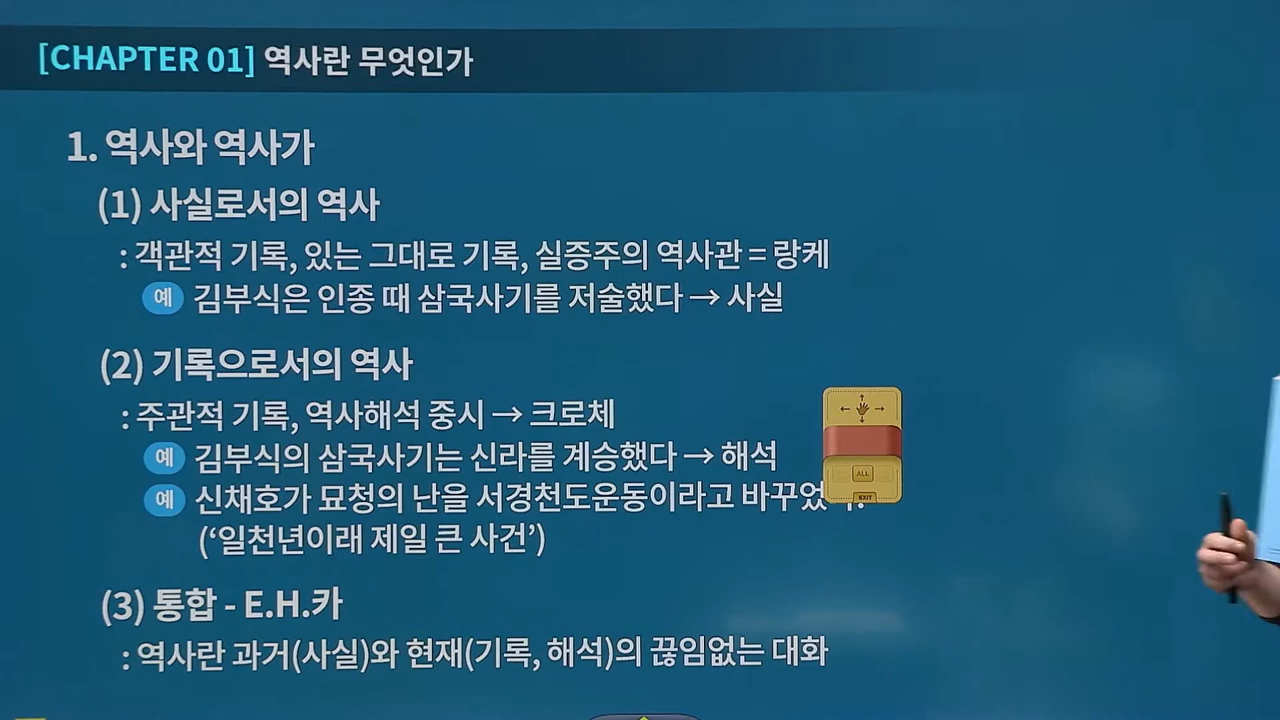 [CHAPTER 01] 역사란 무엇인가
1. 역사와 역사가
(1) 사실로서의 역사
: 객관적 기록, 있는 그대로 기록, 실증주의 역사관 = 랑케
예 김부식은 인종 때 삼국사기를 저술했다 → 사실
(2) 기록으로서의 역사
: 주관적 기록, 역사해석 중시 → 크로체
예 김부식의 삼국사기는 신라를 계승했다 → 해석
예 신채호가 묘청의 난을 서경천도운동이라고 바꾸었
(‘일천년이래 제일 큰 사건’)
ALL
EXIT
(3) 통합 - E.H.카
: 역사란 과거(사실)와 현재(기록, 해석)의 끊임없는 대화